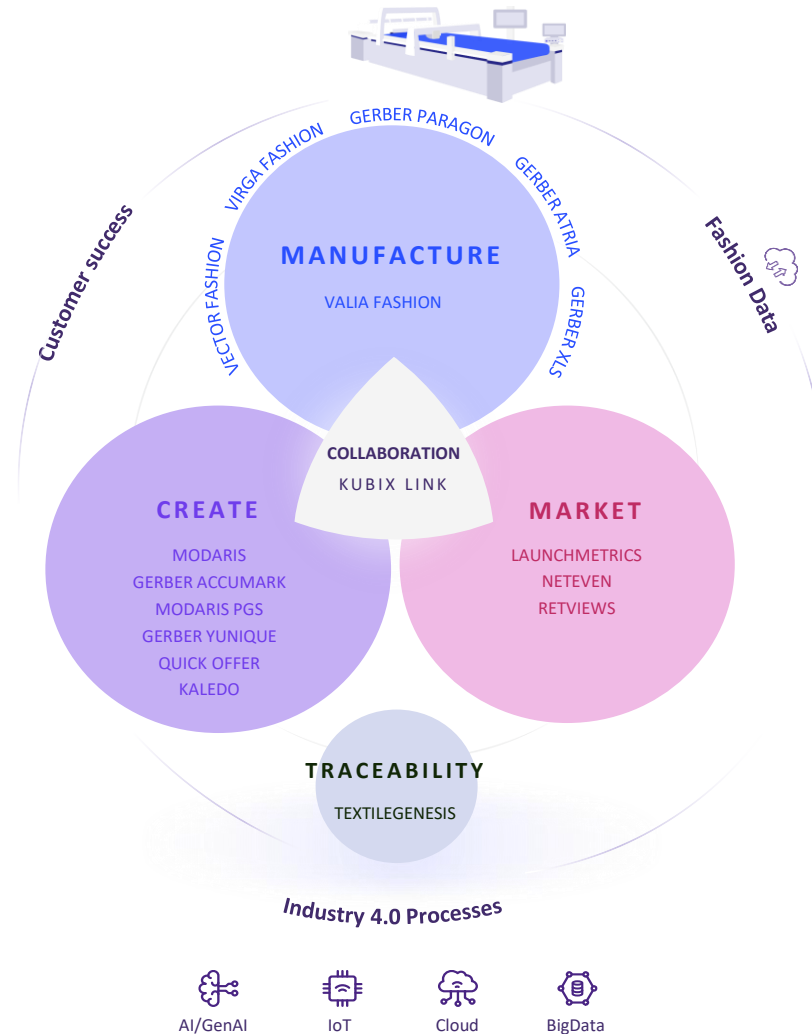 GERBER PARAGON
VIRGA FASHION
GERBER ATRIA
VECTOR FASHION
GERBER XLS
Customer success
Fashion Data
MANUFACTURE
VALIA FASHION
COLLABORATION
KUBIX LINK
CREATE
MODARIS
GERBER ACCUMARK
MODARIS PGS
GERBER YUNIQUE
QUICK OFFER
KALEDO
MARKET
LAUNCHMETRICS
NETEVEN
RETVIEWS
TRACEABILITY
TEXTILEGENESIS
Industry 4.0 Processes
AI/GenAI
IoT
Cloud
BigData